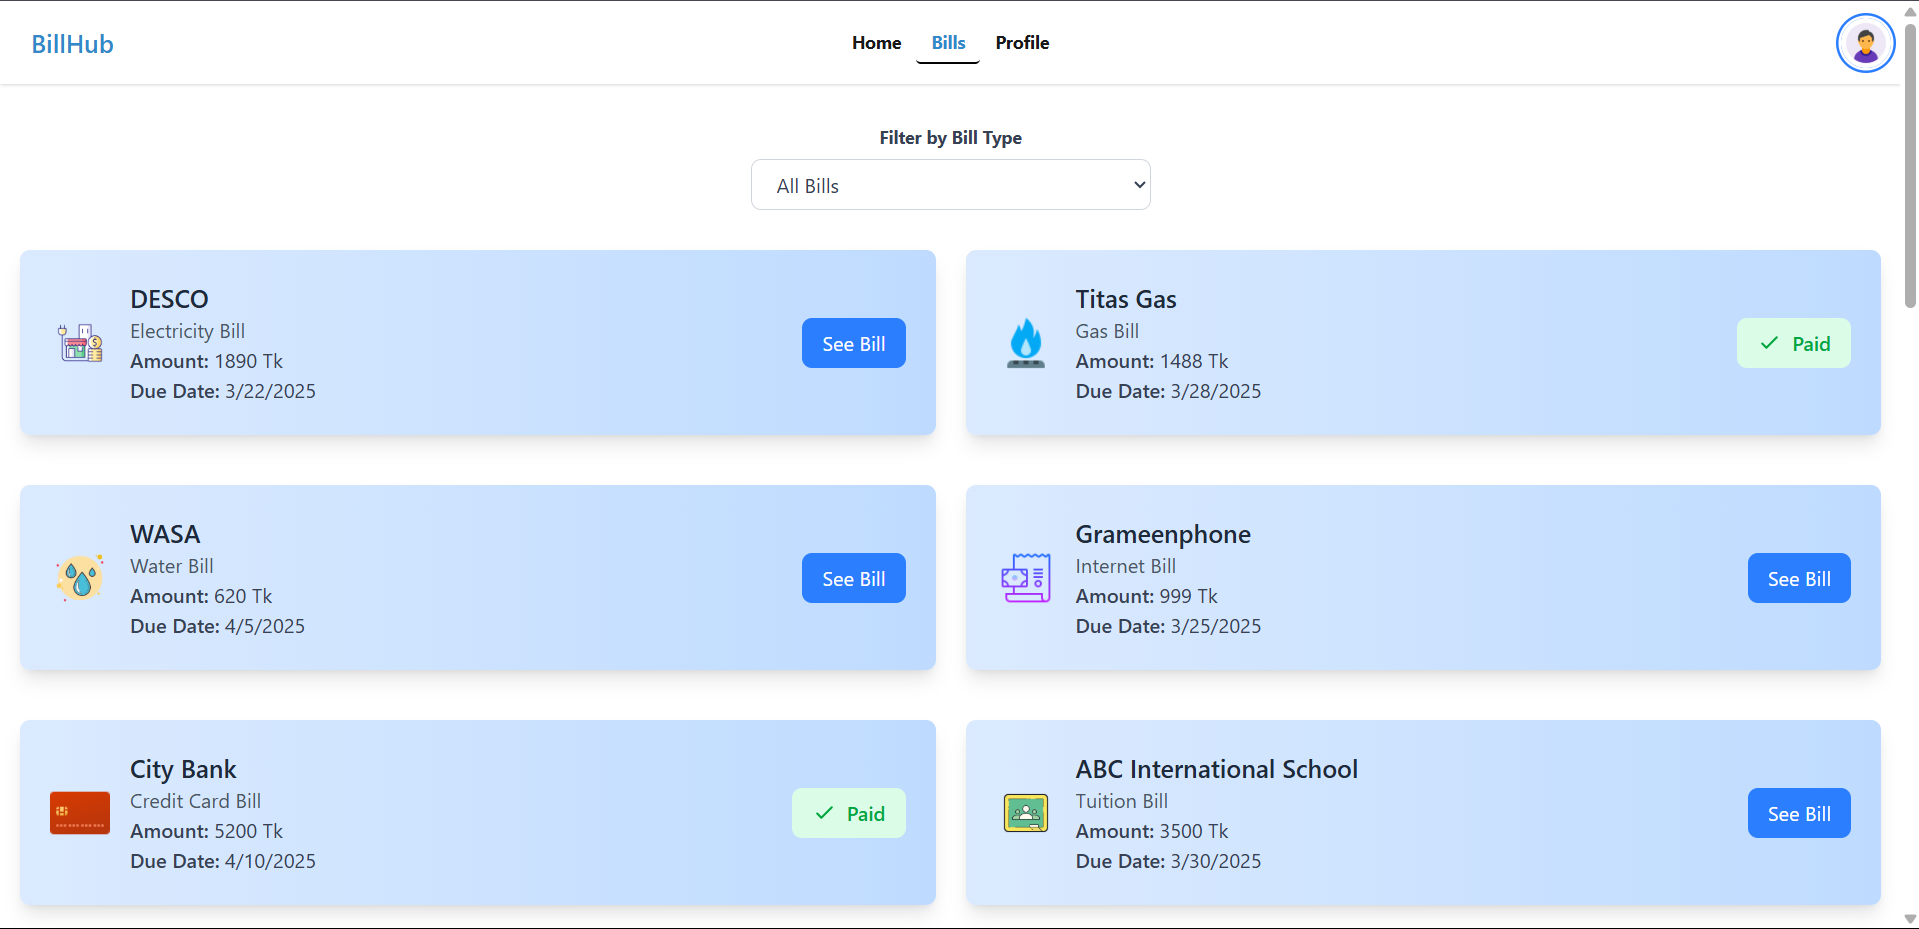 BillHub
Home Bills Profile
Filter by Bill Type
All Bills
DESCO
Electricity Bill
Amount: 1890 Tk
Due Date: 3/22/2025
See Bill
Titas Gas
Gas Bill
Amount: 1488 Tk
Due Date: 3/28/2025
Paid
WASA
Water Bill
Amount: 620 Tk
Due Date: 4/5/2025
See Bill
Grameenphone
Internet Bill
Amount: 999 Tk
Due Date: 3/25/2025
See Bill
City Bank
Credit Card Bill
Amount: 5200 Tk
Due Date: 4/10/2025
Paid
ABC International School
Tuition Bill
Amount: 3500 Tk
Due Date: 3/30/2025
See Bill